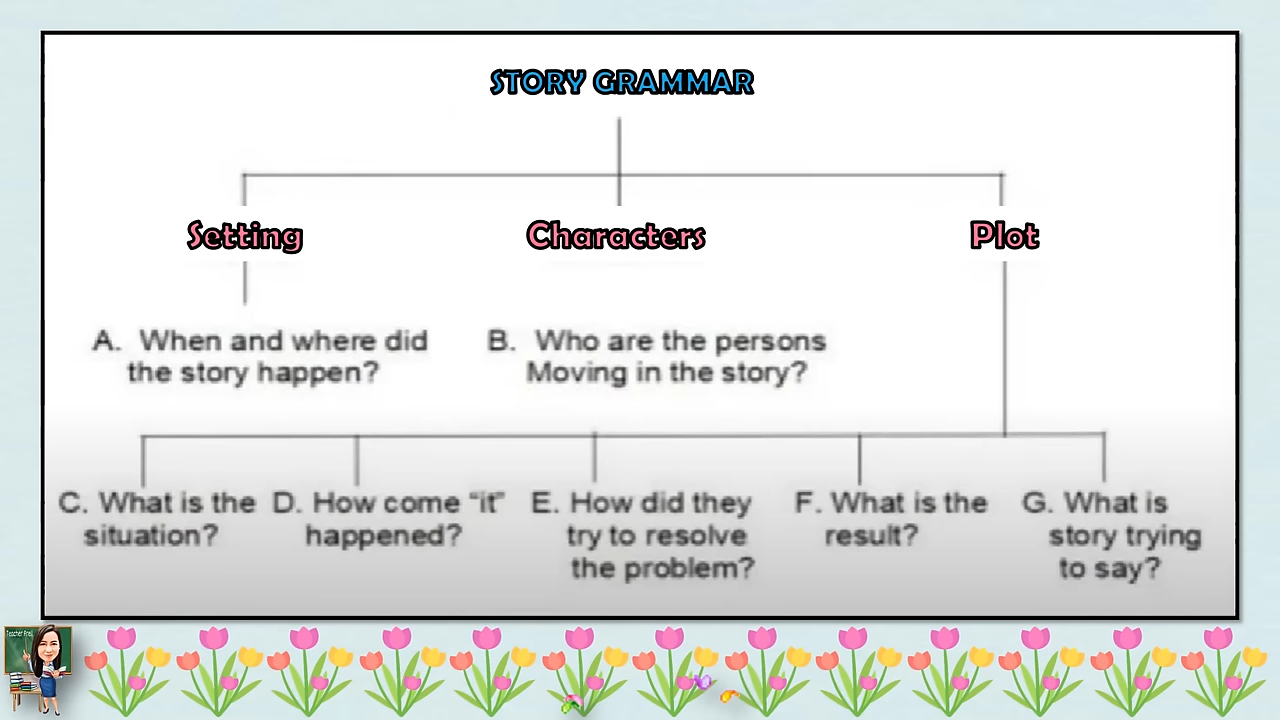 STORY GRAMMAR
Setting
Characters
Plot
A. When and where did
the story happen?
B. Who are the persons
Moving in the story?
C. What is the
situation?
D. How come “it”
happened?
E. How did they
try to resolve
the problem?
F. What is the
result?
G. What is
story trying
to say?